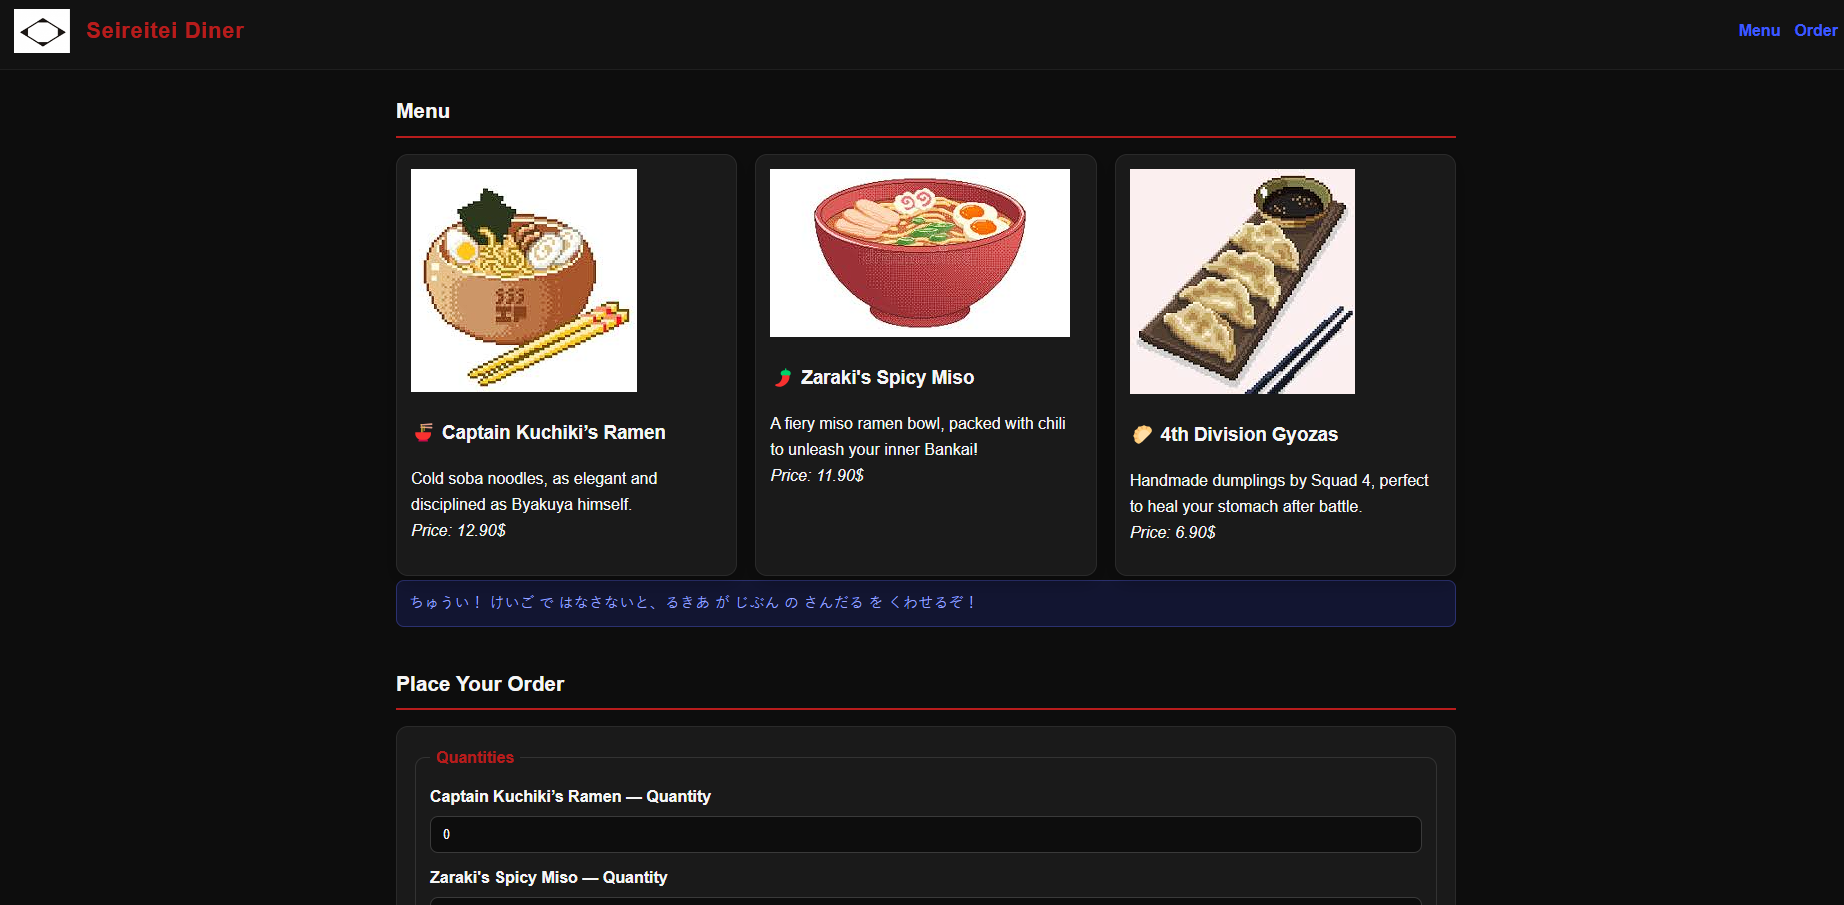 Seireitei Diner
Menu Order
Menu
Captain Kuchiki’s Ramen
Cold soba noodles, as elegant and
disciplined as Byakuya himself.
Price: 12.90$
Zaraki's Spicy Miso
A fiery miso ramen bowl, packed with chili
to unleash your inner Bankai!
Price: 11.90$
4th Division Gyozas
Handmade dumplings by Squad 4, perfect
to heal your stomach after battle.
Price: 6.90$
ちゅうい！ けいご で はなさないと、るきあ が じぶん の さんだる を くわせるぞ！
Place Your Order
Quantities
Captain Kuchiki’s Ramen — Quantity
0
Zaraki's Spicy Miso — Quantity